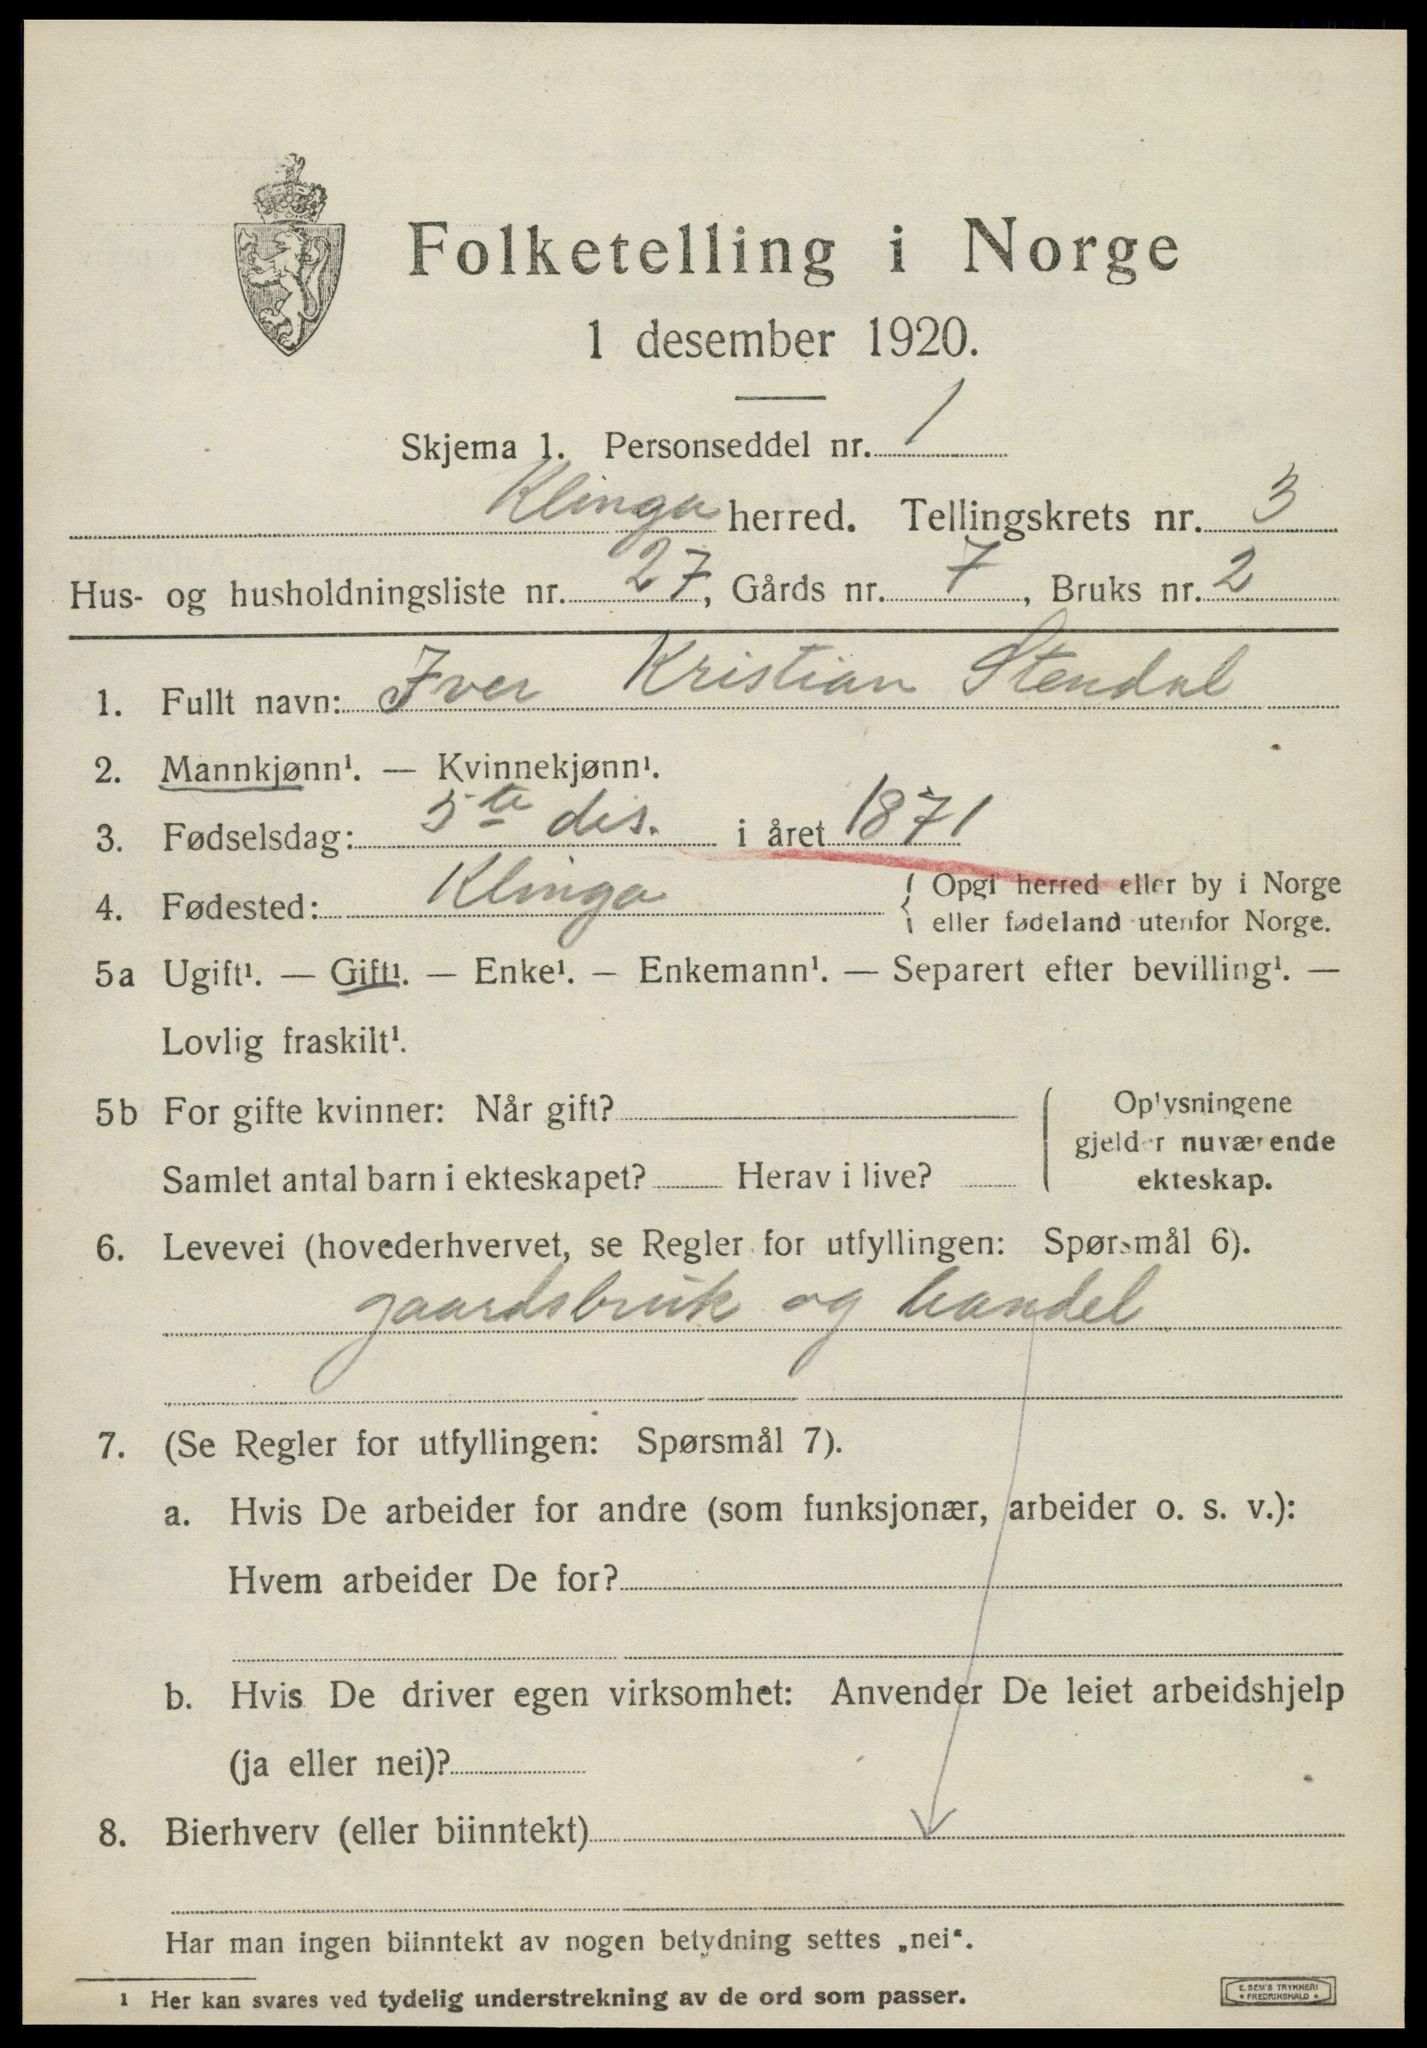 Folketelling i Norge
1 desember 1920.
Skjema 1. Personseddel nr. 1
Klinga herred. Tellingskrets nr. 3
Hus- og husholdningsliste nr. 27, Gårds nr. 7, Bruks nr. 2
1. Fullt navn: Iver Kristian Stendal
2. Mannkjønn¹. — Kvinnekjønn¹.
3. Fødselsdag: 5te des. i året 1871
4. Fødested: Klinga { Opgi herred eller by i Norge
eller fødeland utenfor Norge.
5a Ugift¹. — Gift¹. — Enke¹. — Enkemann¹. — Separert efter bevilling¹. —
Lovlig fraskilt¹.
5b For gifte kvinner: Når gift?
Samlet antal barn i ekteskapet? Herav i live?
Oplysningene
gjelder nuværende
ekteskap.
6. Levevei (hovederhvervet, se Regler for utfyllingen: Spørsmål 6).
gaardsbruk og handel
7. (Se Regler for utfyllingen: Spørsmål 7).
a. Hvis De arbeider for andre (som funksjonær, arbeider o. s. v.):
Hvem arbeider De for?
b. Hvis De driver egen virksomhet: Anvender De leiet arbeidshjelp
(ja eller nei)?
8. Bierhverv (eller biinntekt)
Har man ingen biinntekt av nogen betydning settes „nei“.
1 Her kan svares ved tydelig understrekning av de ord som passer.
E. SEM'S TRYKKERI
★ FREDRIKSHALD ★